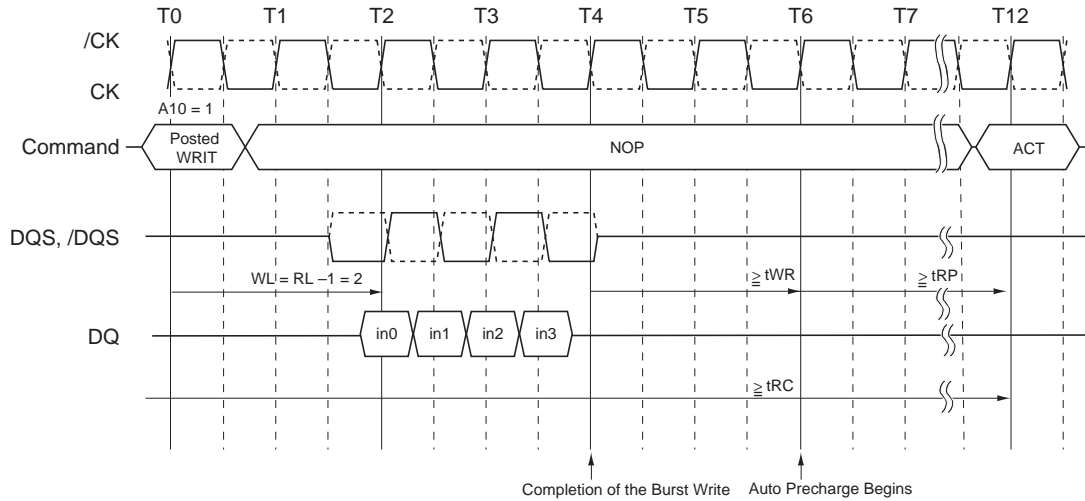 T0 T1 T2 T3 T4 T5 T6 T7 T12
/CK
CK
A10 = 1
Command
Posted
WRIT
NOP
ACT
DQS, /DQS
WL = RL –1 = 2
≧ tWR
≧ tRP
DQ
in0 in1 in2 in3
≧ tRC
Completion of the Burst Write
Auto Precharge Begins